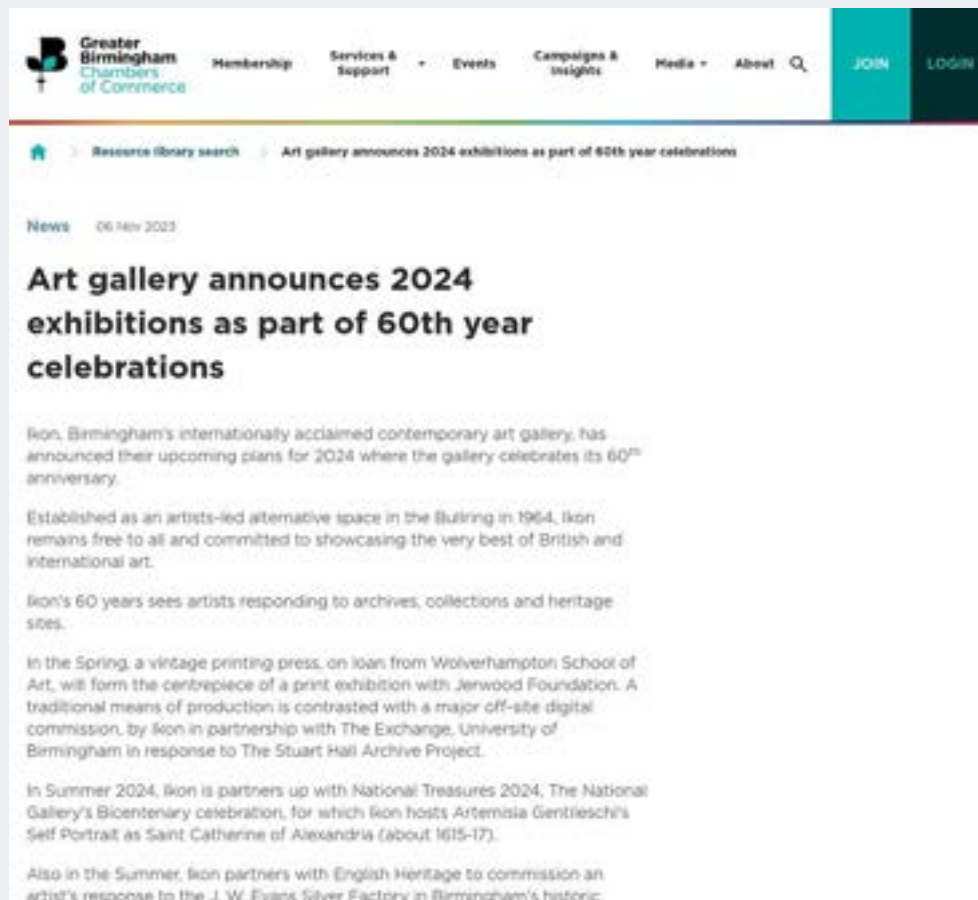 Greater
Birmingham
Chambers
of Commerce
Membership
Services &
Support
Events
Campaigns &
Insights
Media
About
JOIN
LOGIN
Resource library search
Art gallery announces 2024 exhibitions as part of 60th year celebrations
News 06 Nov 2023
Art gallery announces 2024
exhibitions as part of 60th year
celebrations
Ikon, Birmingham's internationally acclaimed contemporary art gallery, has
announced their upcoming plans for 2024 where the gallery celebrates its 60th
anniversary.
Established as an artists-led alternative space in the Bullring in 1964, Ikon
remains free to all and committed to showcasing the very best of British and
international art.
Ikon's 60 years sees artists responding to archives, collections and heritage
sites.
In the Spring, a vintage printing press, on loan from Wolverhampton School of
Art, will form the centrepiece of a print exhibition with Jerwood Foundation. A
traditional means of production is contrasted with a major off-site digital
commission, by Ikon in partnership with The Exchange, University of
Birmingham in response to The Stuart Hall Archive Project.
In Summer 2024, Ikon is partners up with National Treasures 2024, The National
Gallery's Bicentenary celebration, for which Ikon hosts Artemisia Gentileschi's
Self Portrait as Saint Catherine of Alexandria (about 1615-17).
Also in the Summer, Ikon partners with English Heritage to commission an
artist's response to the J. W. Evans Silver Factory in Birmingham's historic